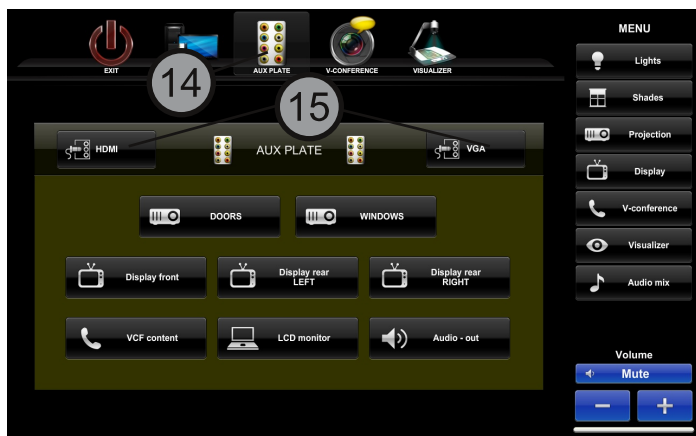 EXIT
AUX PLATE
V-CONFERENCE
VISUALIZER
14
15
HDMI
AUX PLATE
VGA
DOORS
WINDOWS
Display front
Display rear
LEFT
Display rear
RIGHT
VCF content
LCD monitor
Audio - out
MENU
Lights
Shades
Projection
Display
V-conference
Visualizer
Audio mix
Volume
Mute